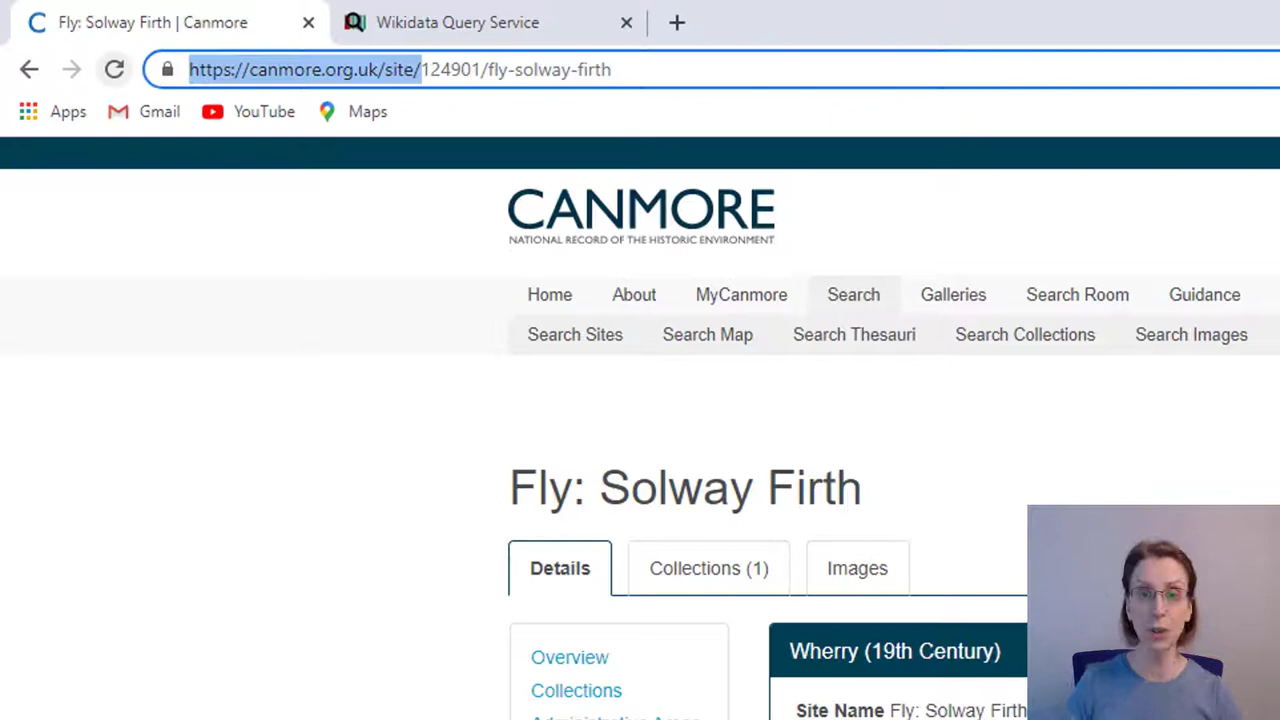 Fly: Solway Firth | Canmore
Wikidata Query Service
https://canmore.org.uk/site/124901/fly-solway-firth
Apps Gmail YouTube Maps
CANMORE
NATIONAL RECORD OF THE HISTORIC ENVIRONMENT
Home About MyCanmore Search Galleries Search Room Guidance
Search Sites Search Map Search Thesauri Search Collections Search Images
Fly: Solway Firth
Details Collections (1) Images
Overview
Collections
Administrative Areas
Wherry (19th Century)
Site Name Fly: Solway Firth